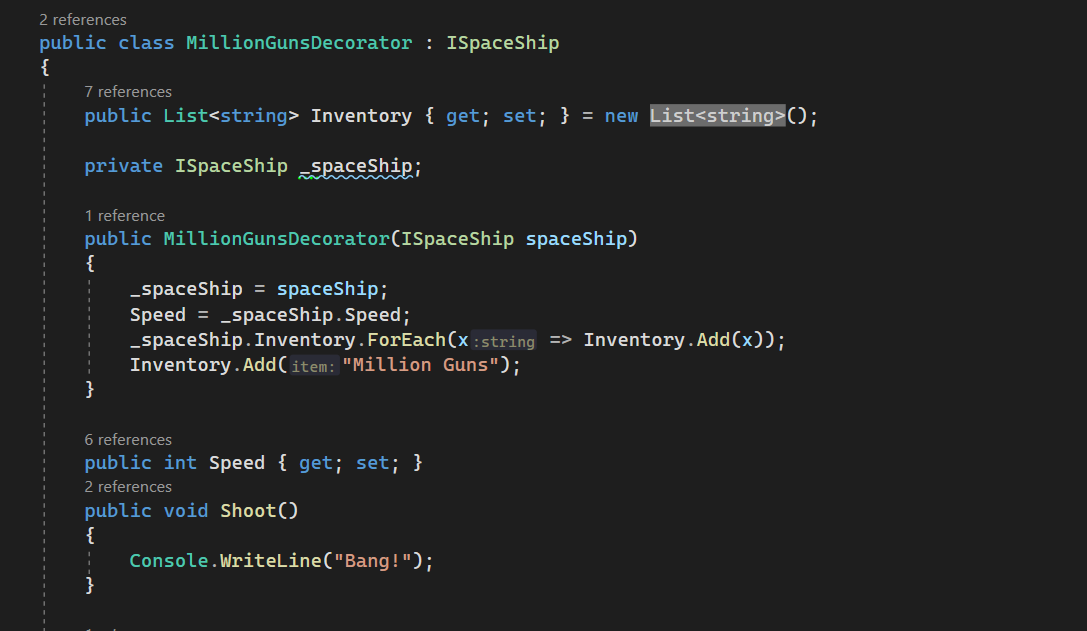 2 references
public class MillionGunsDecorator : ISpaceShip
{
7 references
public List<string> Inventory { get; set; } = new List<string>();
private ISpaceShip _spaceShip;
1 reference
public MillionGunsDecorator(ISpaceShip spaceShip)
{
_spaceShip = spaceShip;
Speed = _spaceShip.Speed;
_spaceShip.Inventory.ForEach(x:string => Inventory.Add(x));
Inventory.Add(item:"Million Guns");
}
6 references
public int Speed { get; set; }
2 references
public void Shoot()
{
Console.WriteLine("Bang!");
}